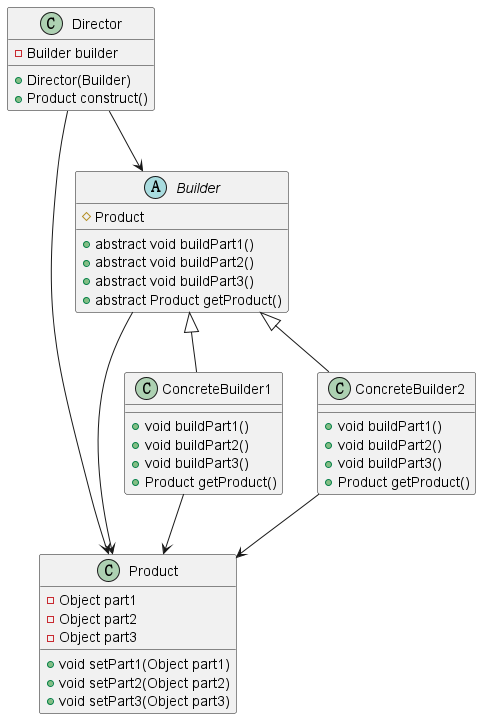 C Director
Builder builder
Director(Builder)
Product construct()
A Builder
Product
abstract void buildPart1()
abstract void buildPart2()
abstract void buildPart3()
abstract Product getProduct()
C ConcreteBuilder1
void buildPart1()
void buildPart2()
void buildPart3()
Product getProduct()
C ConcreteBuilder2
void buildPart1()
void buildPart2()
void buildPart3()
Product getProduct()
C Product
Object part1
Object part2
Object part3
void setPart1(Object part1)
void setPart2(Object part2)
void setPart3(Object part3)